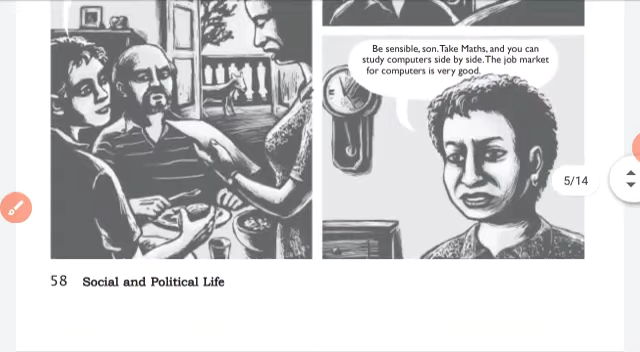 Be sensible, son. Take Maths, and you can
study computers side by side. The job market
for computers is very good.
5/14
58 Social and Political Life